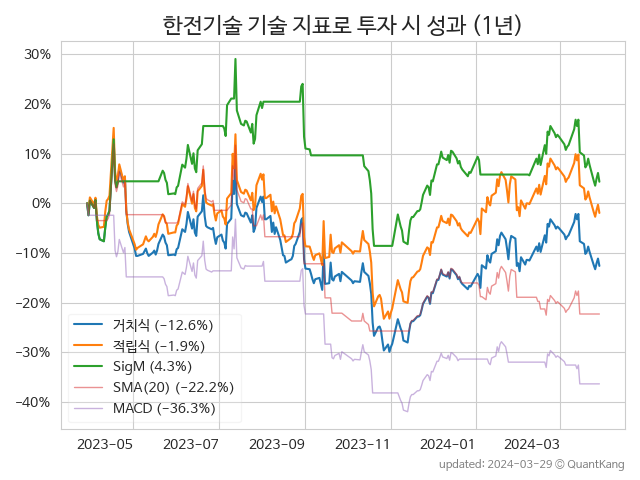 한전기술 기술 지표로 투자 시 성과 (1년)
30%
20%
10%
0%
−10%
−20%
−30%
−40%
거치식 (−12.6%)
적립식 (−1.9%)
SigM (4.3%)
SMA(20) (−22.2%)
MACD (−36.3%)
2023-05 2023-07 2023-09 2023-11 2024-01 2024-03
updated: 2024-03-29 © QuantKang